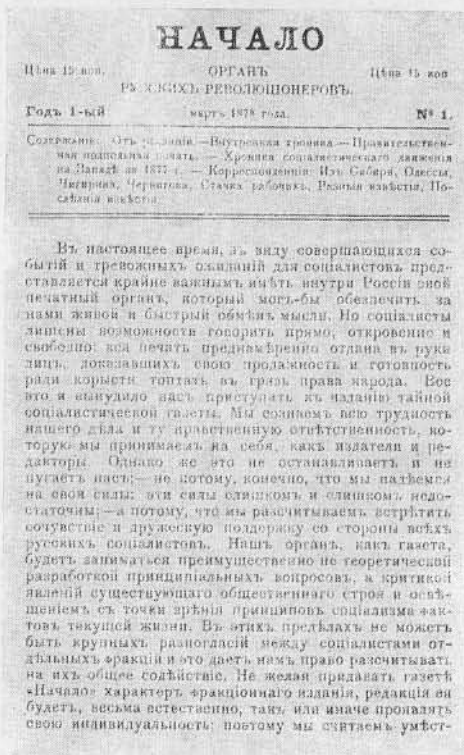 НАЧАЛО
Цѣна 15 коп. ОРГАНЪ Цѣна 15 коп
РУССКИХЪ РЕВОЛЮЦІОНЕРОВЪ.
Годъ 1-ый мартъ 1878 года. № 1.
Содержаніе: Отъ редакціи.—Внутренняя хроника.—Правительствен-
ная подпольная печать. — Хроника соціалистическаго движенія
на Западѣ въ 1877 г. — Корреспонденціи: Изъ Сибири, Одессы,
Чигирина, Чернигова, Стачка рабочихъ, Разныя извѣстія, По-
слѣднія извѣстія.
Въ настоящее время, въ виду совершающихся со-
бытій и тревожныхъ ожиданій для соціалистовъ пред-
ставляется крайне важнымъ имѣть внутри Россіи свой
печатный органъ, который могъ-бы обезпечить за
нами живой и быстрый обмѣнъ мысли. Но соціалисты
лишены возможности говорить прямо, откровенно и
свободно: вся печать преднамѣренно отдана въ руки
лицъ, доказавшихъ свою продажность и готовность
ради корысти топтать въ грязь права народа. Все
это и вынудило насъ приступить къ изданію тайной
соціалистической газеты. Мы сознаемъ всю трудность
нашего дѣла и ту нравственную отвѣтственность, ко-
торую мы принимаемъ на себя, какъ издатели и ре-
дакторы. Однако же это не останавливаетъ и не
пугаетъ насъ;— не потому, конечно, что мы надѣемся
на свои силы: эти силы слишкомъ и слишкомъ недо-
статочны;—а потому, что мы разсчитываемъ встрѣтить
сочувствіе и дружескую поддержку со стороны всѣхъ
русскихъ соціалистовъ. Нашъ органъ, какъ газета,
будетъ заниматься преимущественно не теоретической
разработкой принципіальныхъ вопросовъ, а критикой
явленій существующаго общественнаго строя и освѣ-
щеніемъ съ точки зрѣнія принциповъ соціализма фак-
товъ текущей жизни. Въ этихъ предѣлахъ не можетъ
быть крупныхъ разногласій между соціалистами от-
дѣльныхъ фракцій и это даетъ намъ право разсчитывать
на ихъ общее содѣйствіе. Не желая придавать газетѣ
«Начало» характеръ фракціоннаго изданія, редакція ея
будетъ, весьма естественно, такъ или иначе проявлять
свою индивидуальность; поэтому мы считаемъ умѣст-